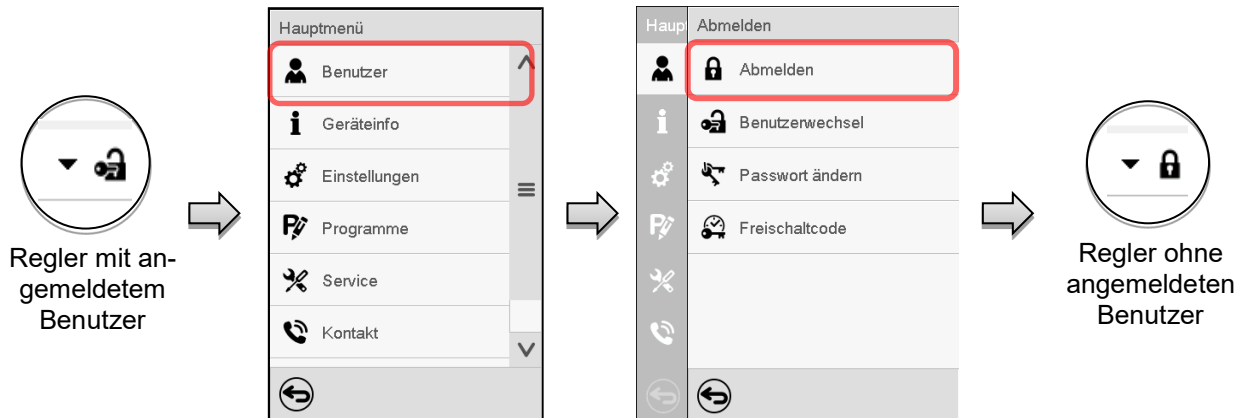 Regler mit an-
gemeldetem
Benutzer
Hauptmenü
Benutzer
Geräteinfo
Einstellungen
Programme
Service
Kontakt
Haupt
Abmelden
Abmelden
Benutzerwechsel
Passwort ändern
Freischaltcode
Regler ohne
angemeldeten
Benutzer